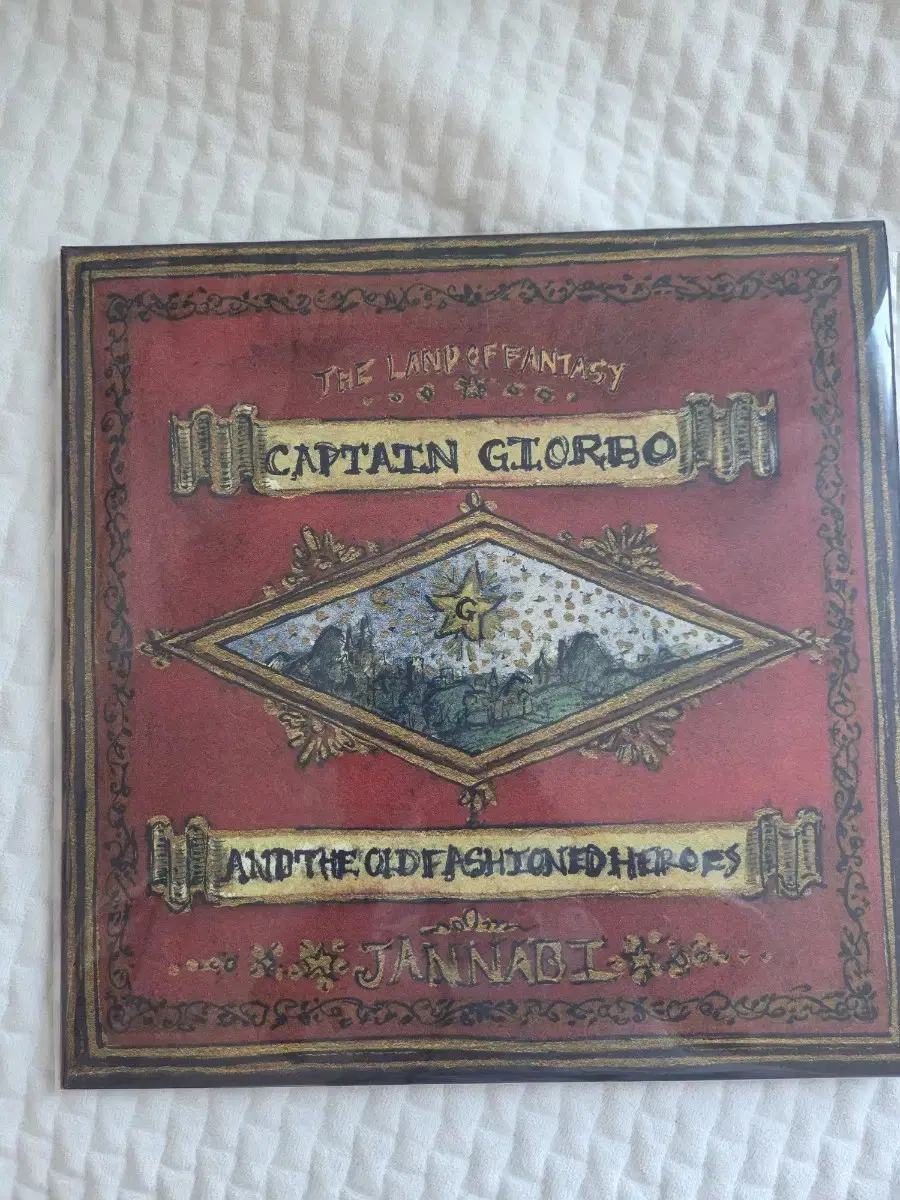 THE LAND OF FANTASY
CAPTAIN GIORBO
G
AND THE OLD FASHIONED HEROES
JANNABI